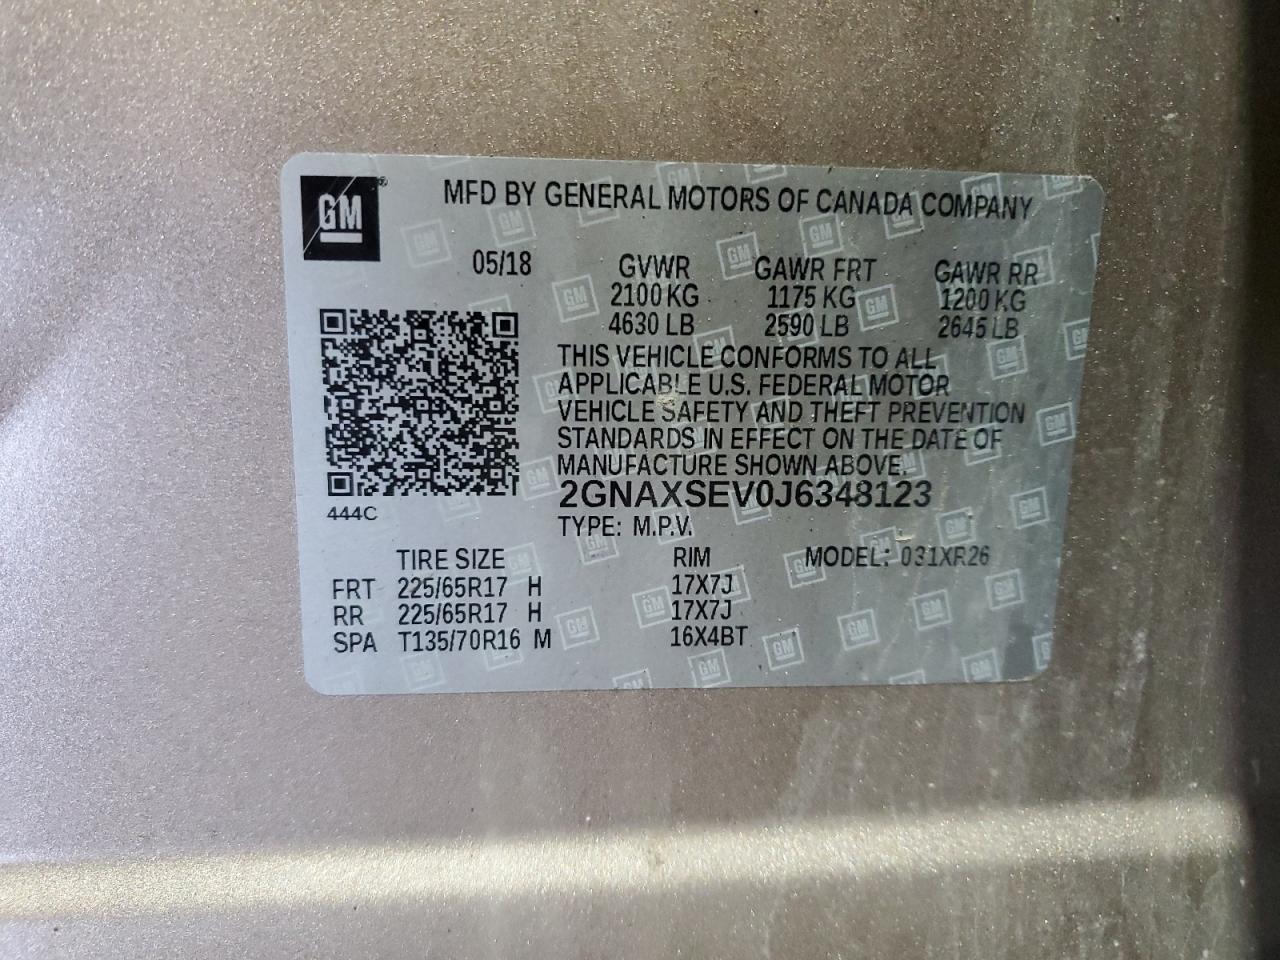 GM ®
MFD BY GENERAL MOTORS OF CANADA COMPANY
05/18
GVWR GAWR FRT GAWR RR
2100 KG 1175 KG 1200 KG
4630 LB 2590 LB 2645 LB
THIS VEHICLE CONFORMS TO ALL
APPLICABLE U.S. FEDERAL MOTOR
VEHICLE SAFETY AND THEFT PREVENTION
STANDARDS IN EFFECT ON THE DATE OF
MANUFACTURE SHOWN ABOVE.
2GNAXSEV0J6348123
444C
TYPE: M.P.V.
TIRE SIZE RIM MODEL: 031XR26
FRT 225/65R17 H 17X7J
RR 225/65R17 H 17X7J
SPA T135/70R16 M 16X4BT